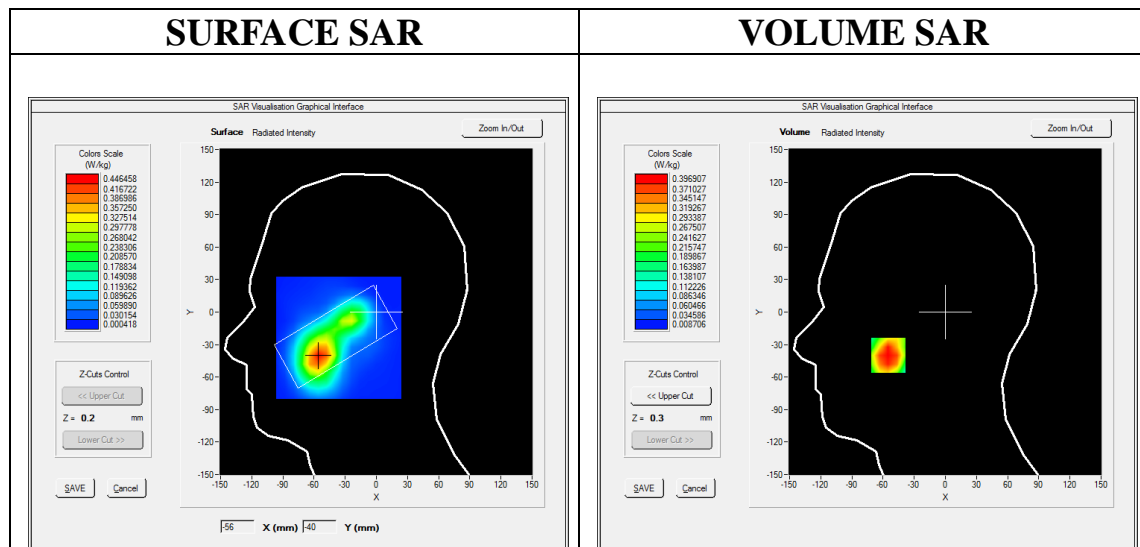 SURFACE SAR
VOLUME SAR
SAR Visualisation Graphical Interface
Surface Radiated Intensity
Zoom In/Out
Colors Scale
(W/kg)
0.446458
0.416722
0.386986
0.357250
0.327514
0.297778
0.268042
0.238306
0.208570
0.178834
0.149098
0.119362
0.089626
0.059890
0.030154
0.000418
Z-Cuts Control
<< Upper Cut
Z = 0.2 mm
Lower Cut >>
SAVE Cancel
150
120
90
60
30
0
-30
-60
-90
-120
-150
Y
-150 -120 -90 -60 -30 0 30 60 90 120 150
X
-56 X (mm) -40 Y (mm)
SAR Visualisation Graphical Interface
Volume Radiated Intensity
Zoom In/Out
Colors Scale
(W/kg)
0.396907
0.371027
0.345147
0.319267
0.293387
0.267507
0.241627
0.215747
0.189867
0.163987
0.138107
0.112226
0.086346
0.060466
0.034586
0.008706
Z-Cuts Control
<< Upper Cut
Z = 0.3 mm
Lower Cut >>
SAVE Cancel
150
120
90
60
30
0
-30
-60
-90
-120
-150
Y
-150 -120 -90 -60 -30 0 30 60 90 120 150
X